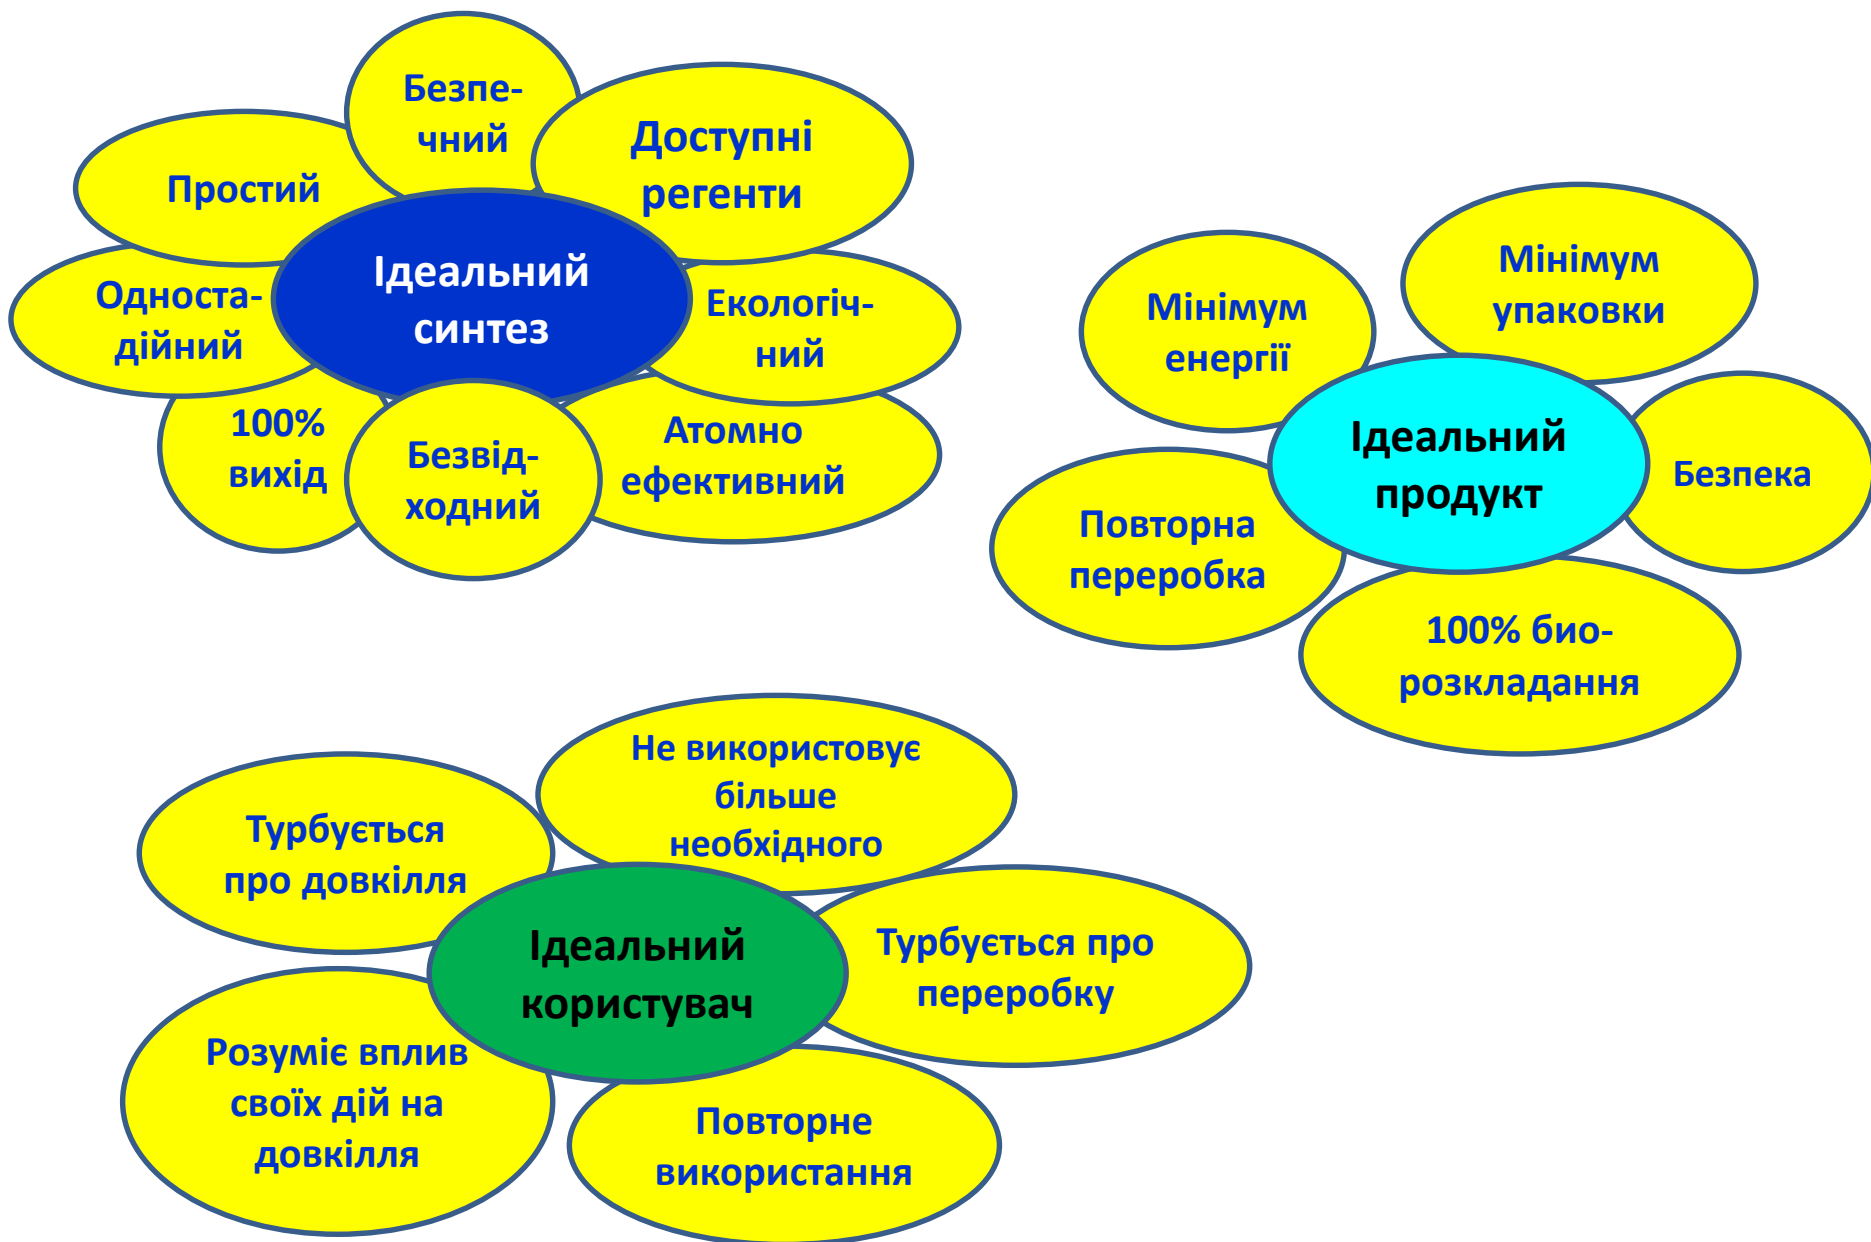 Ідеальний
синтез
Безпе-
чний
Доступні
регенти
Екологіч-
ний
Атомно
ефективний
Безвід-
ходний
100%
вихід
Односта-
дійний
Простий
Ідеальний
продукт
Мінімум
енергії
Мінімум
упаковки
Безпека
100% био-
розкладання
Повторна
переробка
Ідеальний
користувач
Турбується
про довкілля
Не використовує
більше
необхідного
Турбується про
переробку
Повторне
використання
Розуміє вплив
своїх дій на
довкілля